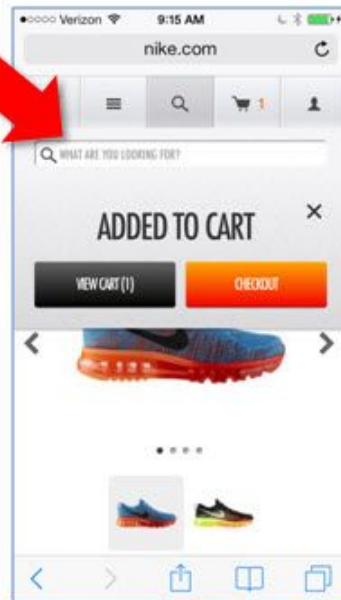 Verizon 9:15 AM
nike.com
1
WHAT ARE YOU LOOKING FOR?
ADDED TO CART
VIEW CART (1) CHECKOUT